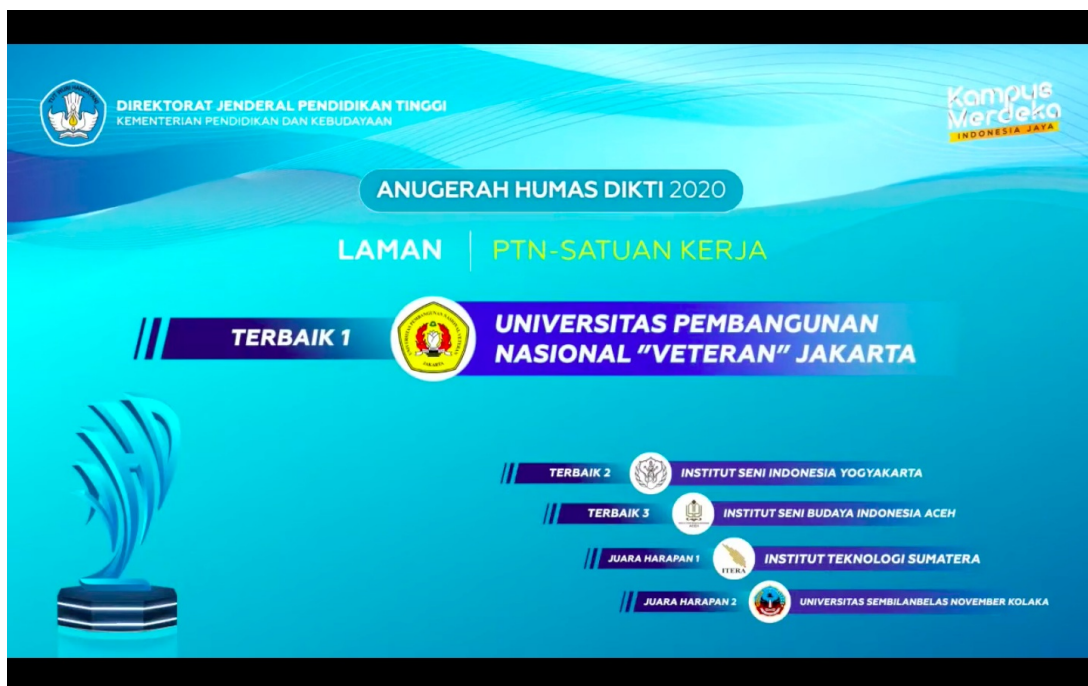 DIREKTORAT JENDERAL PENDIDIKAN TINGGI
KEMENTERIAN PENDIDIKAN DAN KEBUDAYAAN
Kampus
Merdeka
INDONESIA JAYA
ANUGERAH HUMAS DIKTI 2020
LAMAN PTN-SATUAN KERJA
TERBAIK 1
UNIVERSITAS PEMBANGUNAN
NASIONAL "VETERAN" JAKARTA
TERBAIK 2 INSTITUT SENI INDONESIA YOGYAKARTA
TERBAIK 3 INSTITUT SENI BUDAYA INDONESIA ACEH
JUARA HARAPAN 1 ITERA INSTITUT TEKNOLOGI SUMATERA
JUARA HARAPAN 2 UNIVERSITAS SEMBILANBELAS NOVEMBER KOLAKA